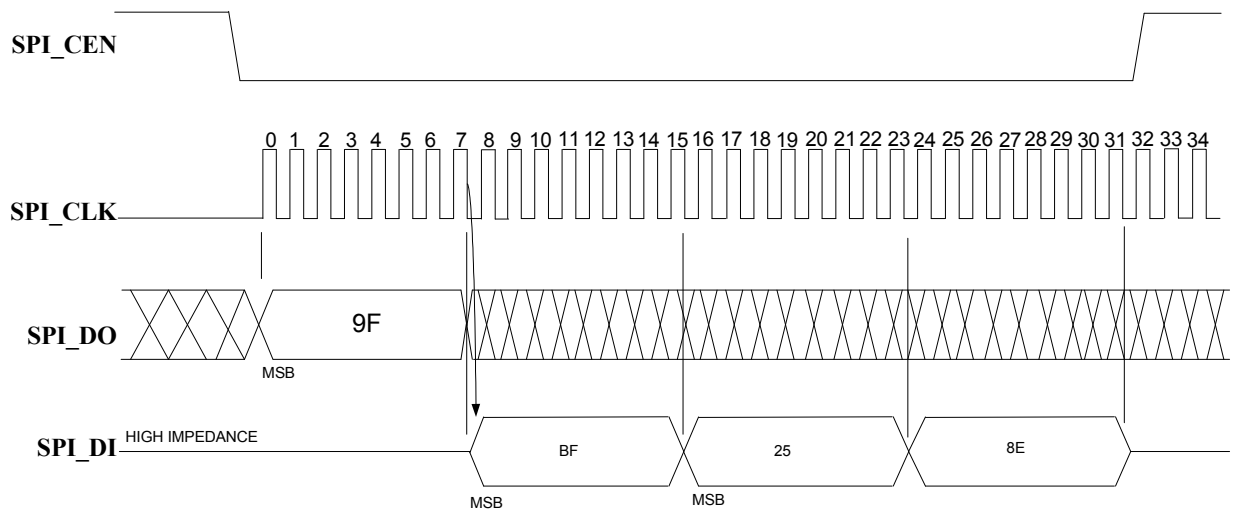 SPI_CEN
0 1 2 3 4 5 6 7 8 9 10 11 12 13 14 15 16 17 18 19 20 21 22 23 24 25 26 27 28 29 30 31 32 33 34
SPI_CLK
9F
SPI_DO
MSB
HIGH IMPEDANCE
SPI_DI
BF
25
8E
MSB
MSB